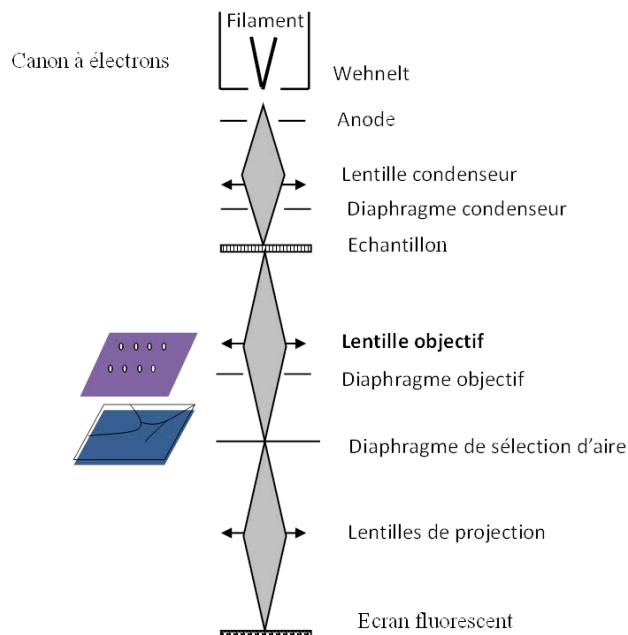 Filament
Canon à électrons
Wehnelt
Anode
Lentille condenseur
Diaphragme condenseur
Echantillon
Lentille objectif
Diaphragme objectif
Diaphragme de sélection d'aire
Lentilles de projection
Ecran fluorescent